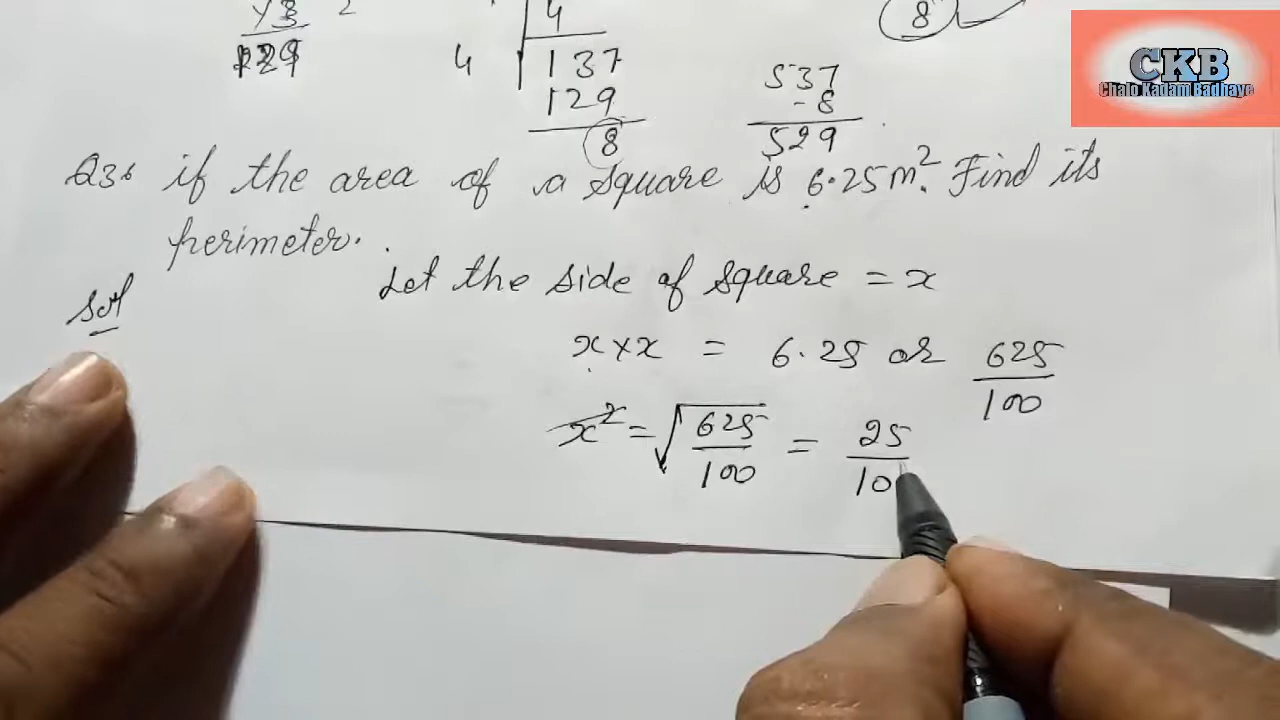 2
4
8
4
137
537
CKB
129
- 8
Chalo Kadam Badhaye
8
529
Q3. if the area of a square is 6.25m². Find its
perimeter.
Let the side of square = x
Sol
x × x = 6.25 or 625/100
x² = √625/100 = 25/10